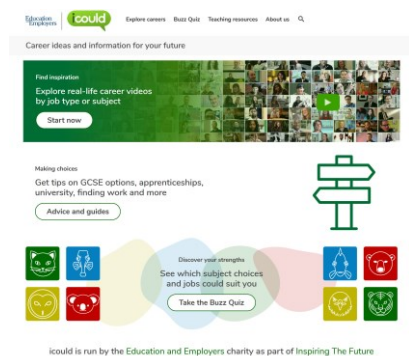 Education
Employers
icould
Explore careers Buzz Quiz Teaching resources About us
Career ideas and information for your future
Find inspiration
Explore real-life career videos
by job type or subject
Start now
Making choices
Get tips on GCSE options, apprenticeships,
university, finding work and more
Advice and guides
Discover your strengths
See which subject choices
and jobs could suit you
Take the Buzz Quiz
icould is run by the Education and Employers charity as part of Inspiring The Future